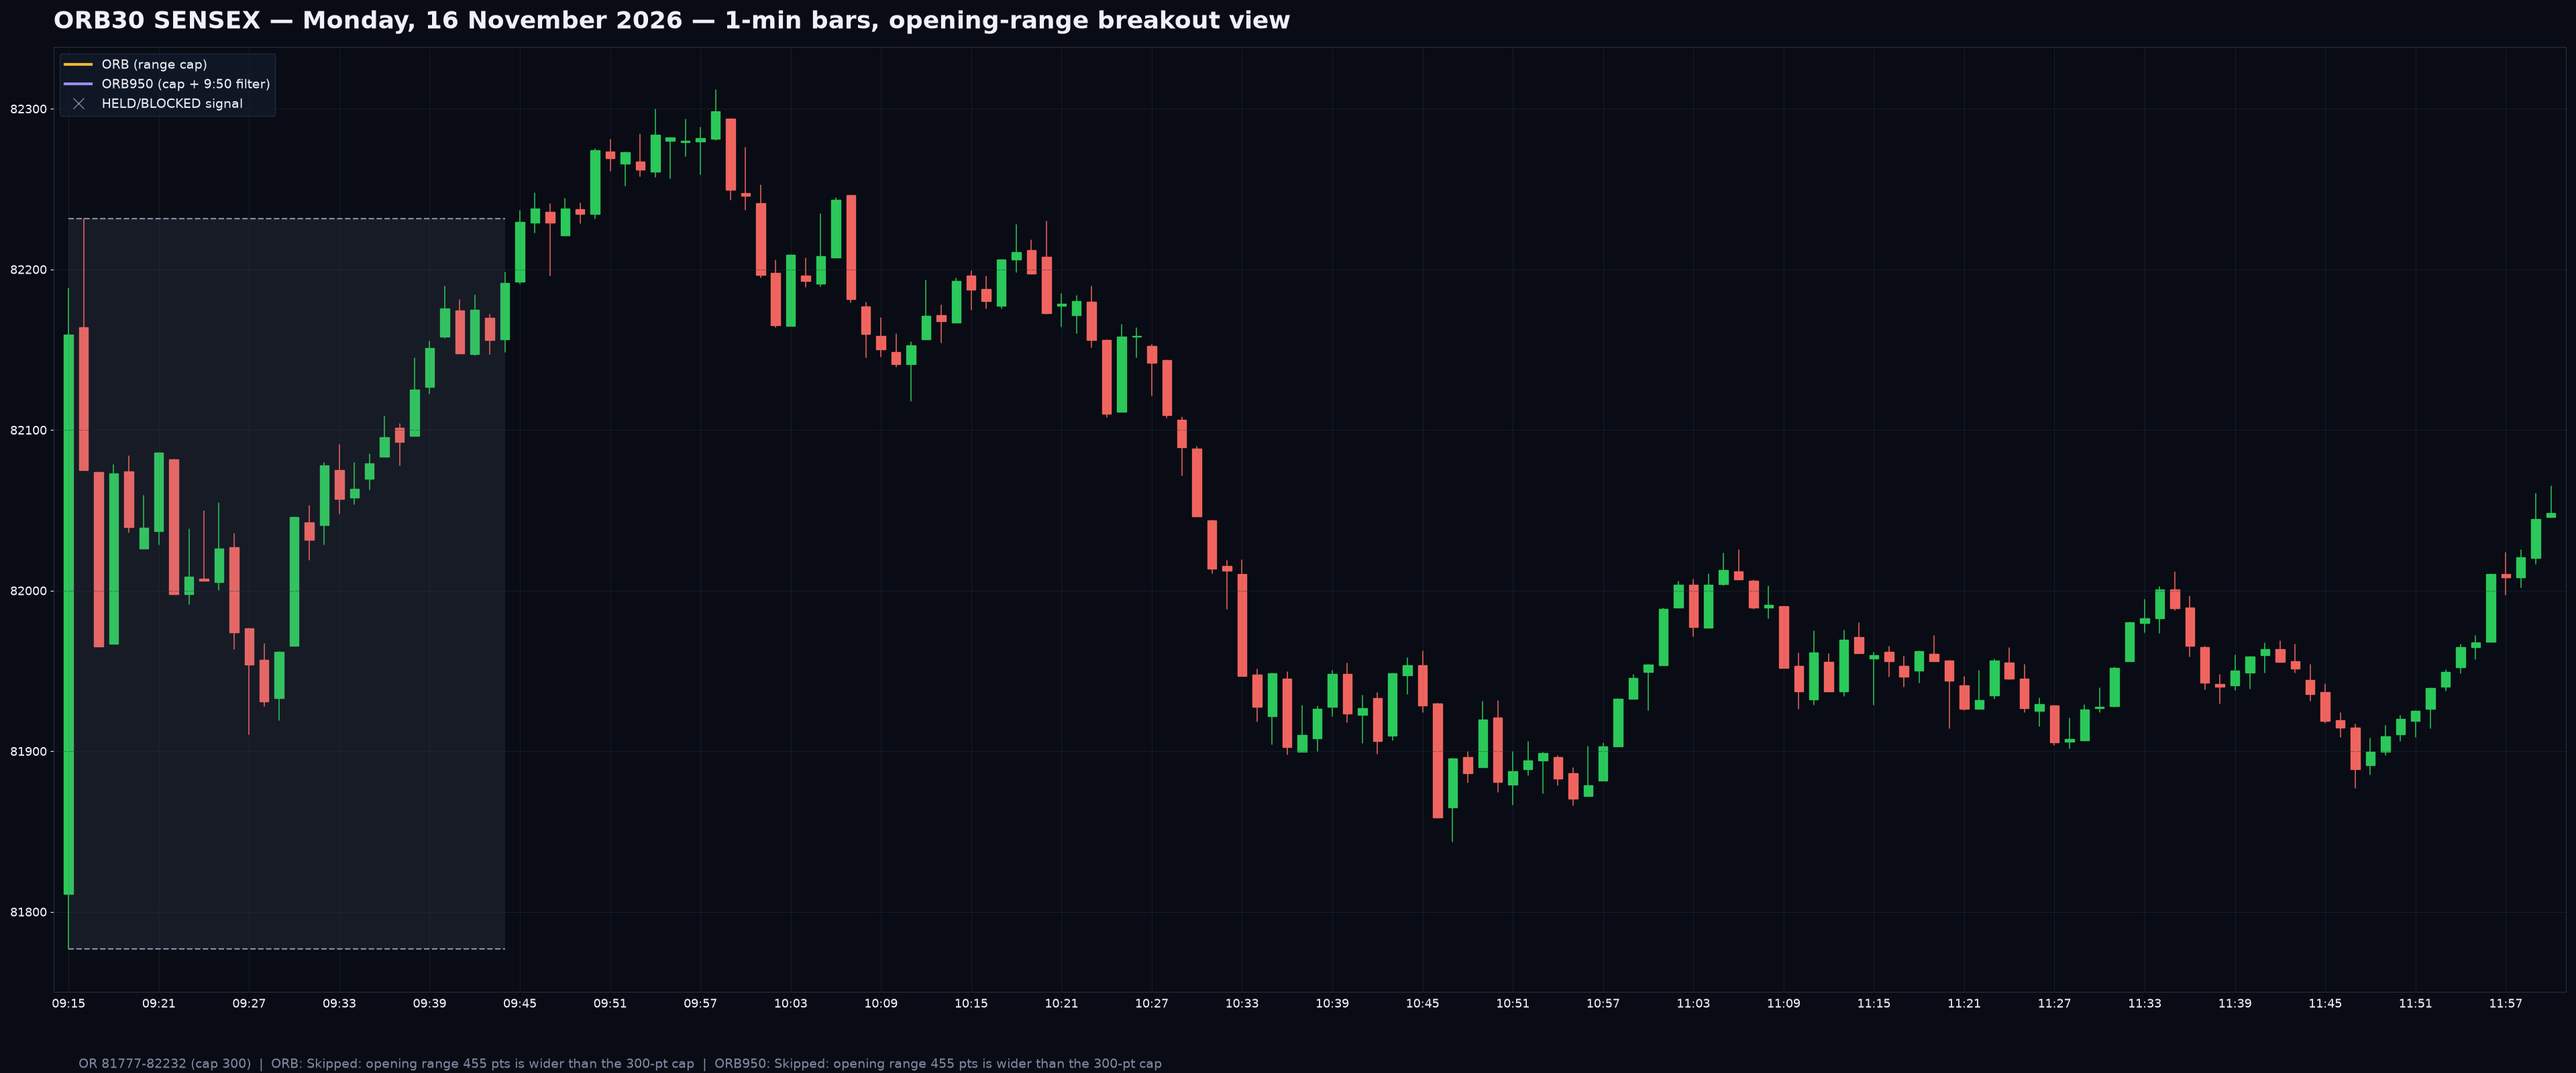 ORB30 SENSEX — Monday, 16 November 2026 — 1-min bars, opening-range breakout view
ORB (range cap)
ORB950 (cap + 9:50 filter)
HELD/BLOCKED signal
82300
82200
82100
82000
81900
81800
09:15 09:21 09:27 09:33 09:39 09:45 09:51 09:57 10:03 10:09 10:15 10:21 10:27 10:33 10:39 10:45 10:51 10:57 11:03 11:09 11:15 11:21 11:27 11:33 11:39 11:45 11:51 11:57
OR 81777-82232 (cap 300) | ORB: Skipped: opening range 455 pts is wider than the 300-pt cap | ORB950: Skipped: opening range 455 pts is wider than the 300-pt cap